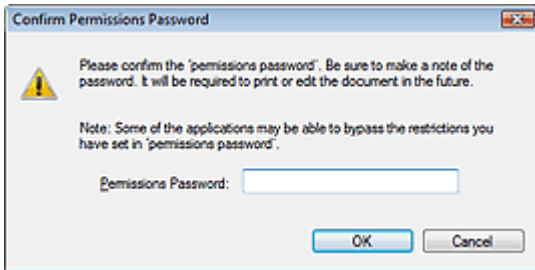 Confirm Permissions Password
Please confirm the 'permissions password'. Be sure to make a note of the
password. It will be required to print or edit the document in the future.
Note: Some of the applications may be able to bypass the restrictions you
have set in 'permissions password'.
Permissions Password:
OK Cancel